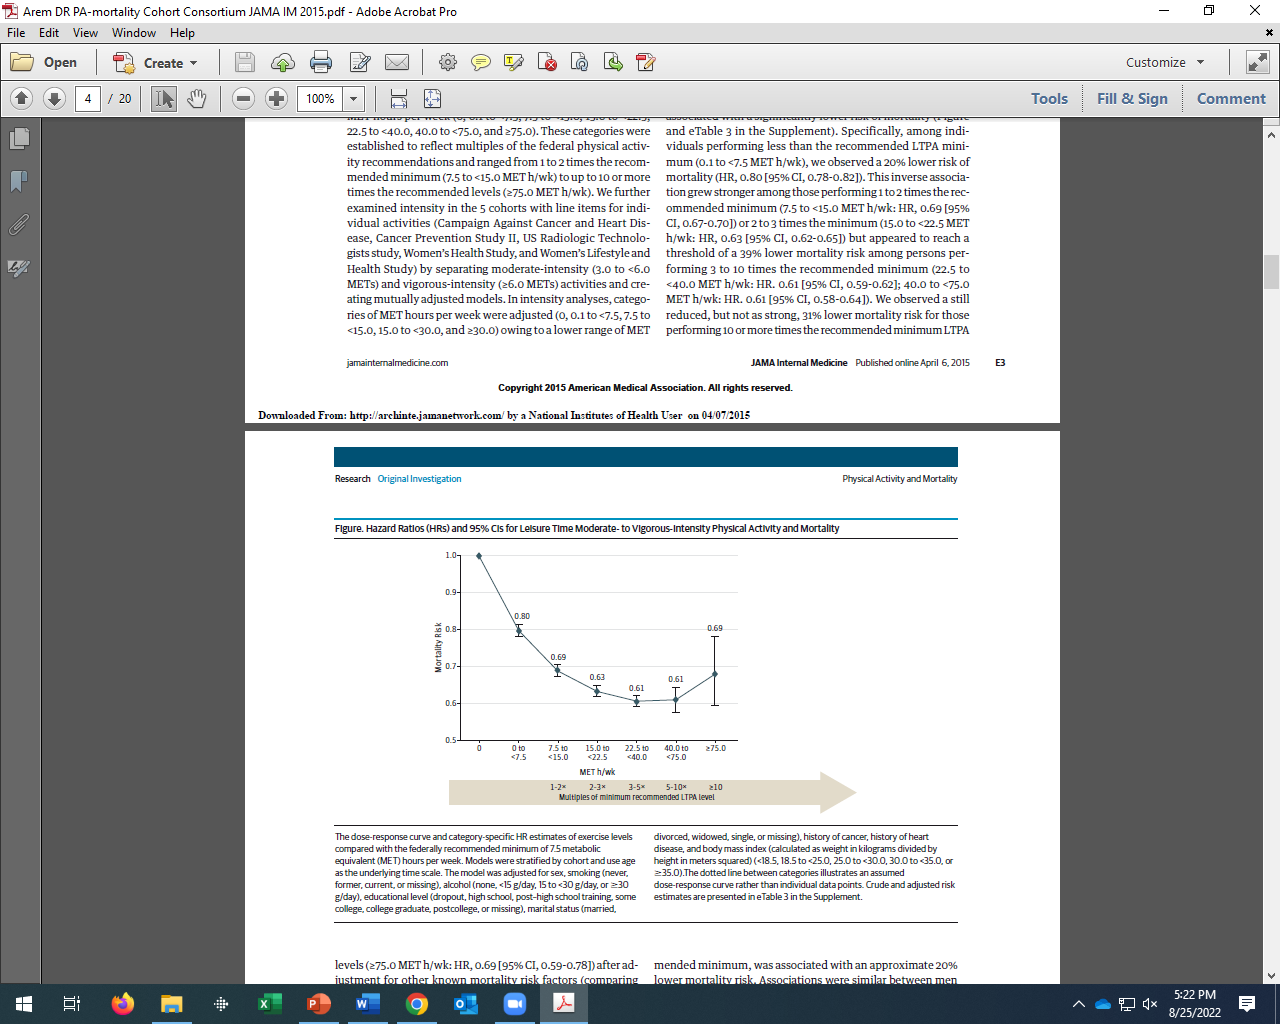 Arem DR PA-mortality Cohort Consortium JAMA IM 2015.pdf - Adobe Acrobat Pro
File Edit View Window Help
Open Create Customize
4 / 20 100% Tools Fill & Sign Comment
22.5 to <40.0, 40.0 to <75.0, and ≥75.0). These categories were
established to reflect multiples of the federal physical activ-
ity recommendations and ranged from 1 to 2 times the recom-
mended minimum (7.5 to <15.0 MET h/wk) to up to 10 or more
times the recommended levels (≥75.0 MET h/wk). We further
examined intensity in the 5 cohorts with line items for indi-
vidual activities (Campaign Against Cancer and Heart Dis-
ease, Cancer Prevention Study II, US Radiologic Technolo-
gists study, Women's Health Study, and Women's Lifestyle and
Health Study) by separating moderate-intensity (3.0 to <6.0
METs) and vigorous-intensity (≥6.0 METs) activities and cre-
ating mutually adjusted models. In intensity analyses, catego-
ries of MET hours per week were adjusted (0, 0.1 to <7.5, 7.5 to
<15.0, 15.0 to <30.0, and ≥30.0) owing to a lower range of MET
and eTable 3 in the Supplement). Specifically, among indi-
viduals performing less than the recommended LTPA mini-
mum (0.1 to <7.5 MET h/wk), we observed a 20% lower risk of
mortality (HR, 0.80 [95% CI, 0.78-0.82]). This inverse associa-
tion grew stronger among those performing 1 to 2 times the rec-
ommended minimum (7.5 to <15.0 MET h/wk: HR, 0.69 [95%
CI, 0.67-0.70]) or 2 to 3 times the minimum (15.0 to <22.5 MET
h/wk: HR, 0.63 [95% CI, 0.62-0.65]) but appeared to reach a
threshold of a 39% lower mortality risk among persons per-
forming 3 to 10 times the recommended minimum (22.5 to
<40.0 MET h/wk: HR. 0.61 [95% CI, 0.59-0.62]; 40.0 to <75.0
MET h/wk: HR. 0.61 [95% CI, 0.58-0.64]). We observed a still
reduced, but not as strong, 31% lower mortality risk for those
performing 10 or more times the recommended minimum LTPA
jamainternalmedicine.com JAMA Internal Medicine Published online April 6, 2015 E3
Copyright 2015 American Medical Association. All rights reserved.
Downloaded From: http://archinte.jamanetwork.com/ by a National Institutes of Health User on 04/07/2015
Research Original Investigation Physical Activity and Mortality
Figure. Hazard Ratios (HRs) and 95% CIs for Leisure Time Moderate- to Vigorous-Intensity Physical Activity and Mortality
1.0
0.9
0.8
0.7
0.6
0.5
Mortality Risk
0.80
0.69
0.63
0.61
0.61
0.69
0 0 to 7.5 to 15.0 to 22.5 to 40.0 to ≥75.0
<7.5 <15.0 <22.5 <40.0 <75.0
MET h/wk
1-2× 2-3× 3-5× 5-10× ≥10
Multiples of minimum recommended LTPA level
The dose-response curve and category-specific HR estimates of exercise levels
compared with the federally recommended minimum of 7.5 metabolic
equivalent (MET) hours per week. Models were stratified by cohort and use age
as the underlying time scale. The model was adjusted for sex, smoking (never,
former, current, or missing), alcohol (none, <15 g/day, 15 to <30 g/day, or ≥30
g/day), educational level (dropout, high school, post–high school training, some
college, college graduate, postcollege, or missing), marital status (married,
divorced, widowed, single, or missing), history of cancer, history of heart
disease, and body mass index (calculated as weight in kilograms divided by
height in meters squared) (<18.5, 18.5 to <25.0, 25.0 to <30.0, 30.0 to <35.0, or
≥35.0).The dotted line between categories illustrates an assumed
dose-response curve rather than individual data points. Crude and adjusted risk
estimates are presented in eTable 3 in the Supplement.
levels (≥75.0 MET h/wk: HR, 0.69 [95% CI, 0.59-0.78]) after ad-
justment for other known mortality risk factors (comparing
mended minimum, was associated with an approximate 20%
lower mortality risk. Associations were similar between men
5:22 PM
8/25/2022